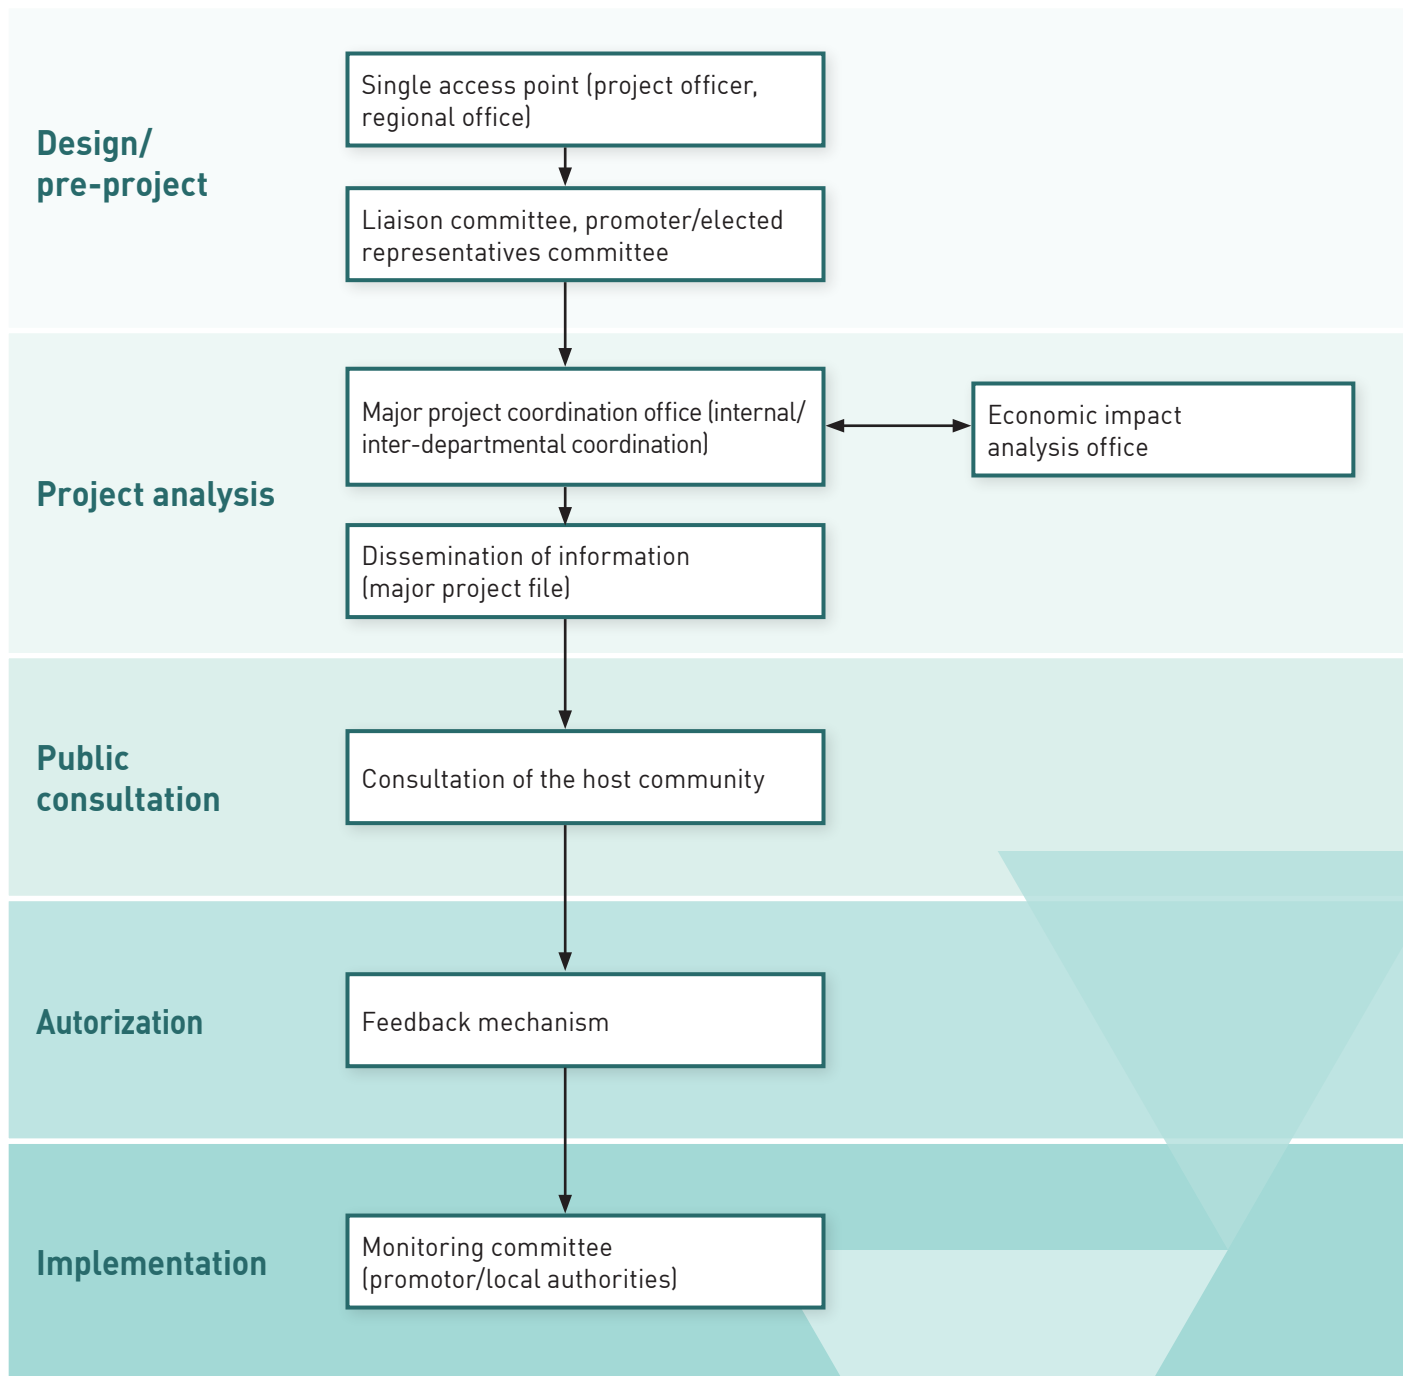 Design/
pre-project
Single access point (project officer,
regional office)
Liaison committee, promoter/elected
representatives committee
Project analysis
Major project coordination office (internal/
inter-departmental coordination)
Economic impact
analysis office
Dissemination of information
(major project file)
Public
consultation
Consultation of the host community
Autorization
Feedback mechanism
Implementation
Monitoring committee
(promotor/local authorities)